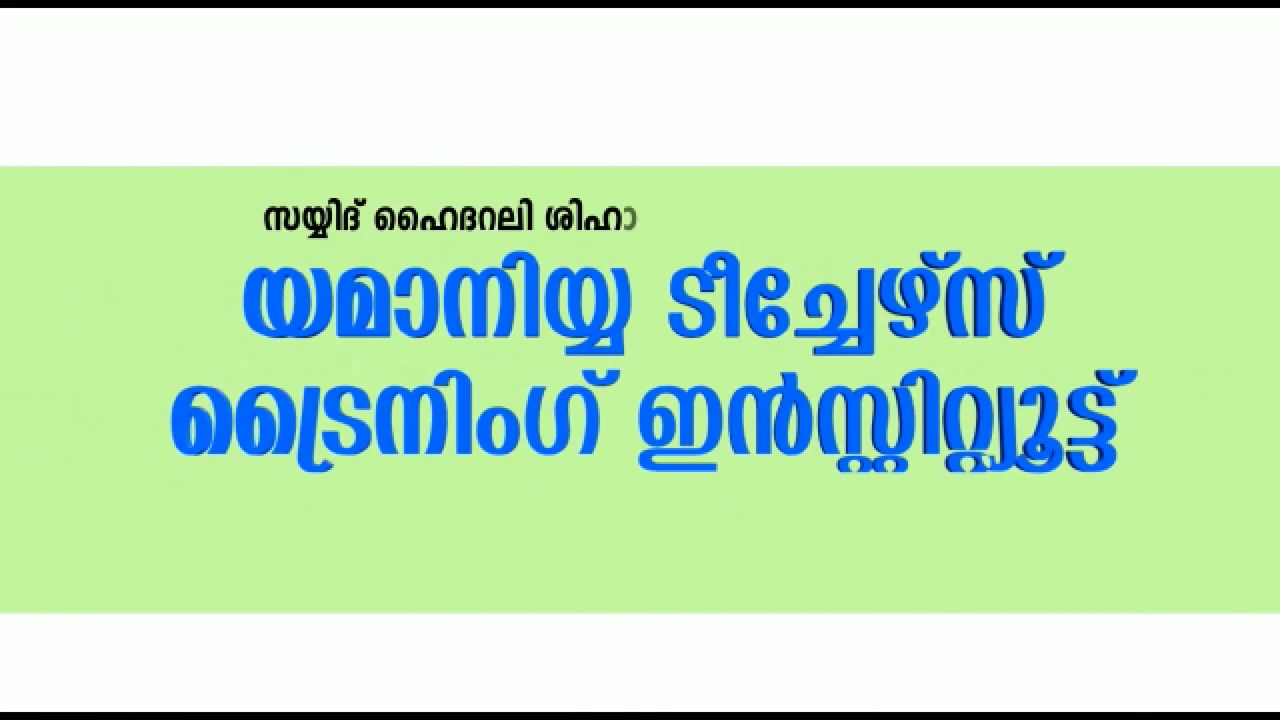 സയ്യിദ് ഹൈദറലി ശിഹാ
യമാനിയ്യ ടീച്ചേഴ്സ്
ട്രൈനിംഗ് ഇൻസ്റ്റിറ്റ്യൂട്ട്